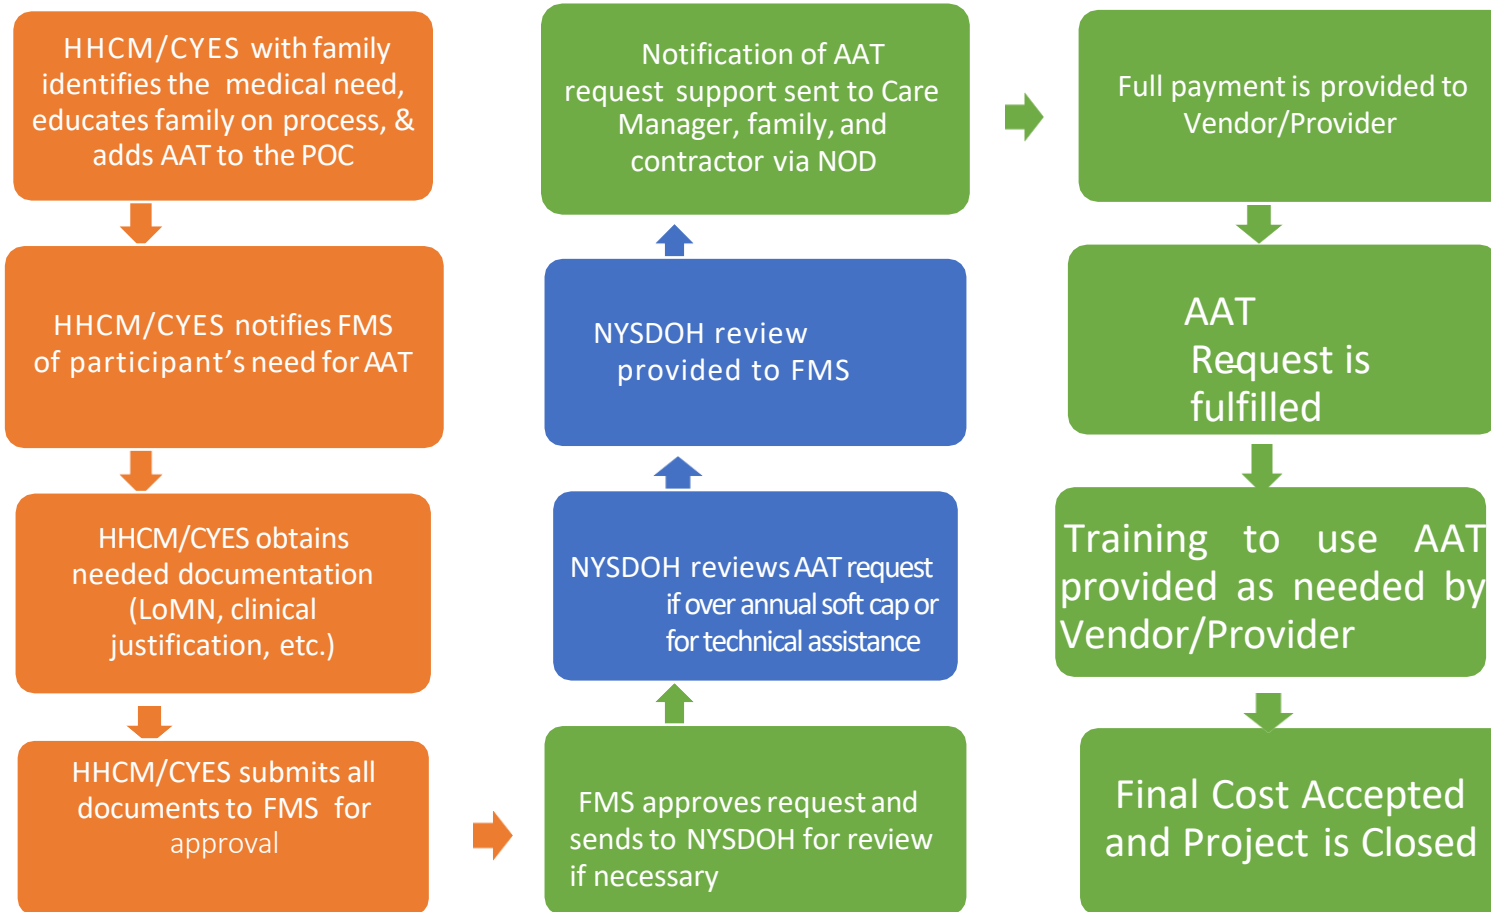 HHCM/CYES with family
identifies the medical need,
educates family on process, &
adds AAT to the POC
HHCM/CYES notifies FMS
of participant's need for AAT
HHCM/CYES obtains
needed documentation
(LoMN, clinical
justification, etc.)
HHCM/CYES submits all
documents to FMS for
approval
FMS approves request and
sends to NYSDOH for review
if necessary
NYSDOH reviews AAT request
if over annual soft cap or
for technical assistance
NYSDOH review
provided to FMS
Notification of AAT
request support sent to Care
Manager, family, and
contractor via NOD
Full payment is provided to
Vendor/Provider
AAT
Request is
fulfilled
Training to use AAT
provided as needed by
Vendor/Provider
Final Cost Accepted
and Project is Closed